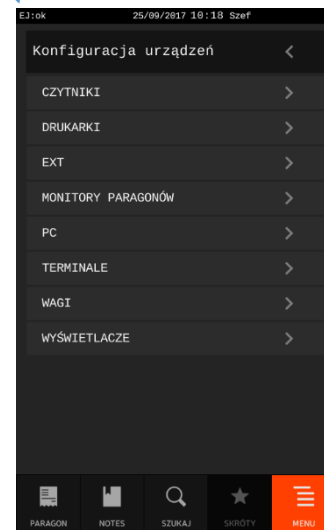 EJ:ok 25/09/2017 10:18 Szef
Konfiguracja urządzeń
CZYTNIKI
DRUKARKI
EXT
MONITORY PARAGONÓW
PC
TERMINALE
WAGI
WYŚWIETLACZE
PARAGON NOTES SZUKAJ SKRÓTY MENU